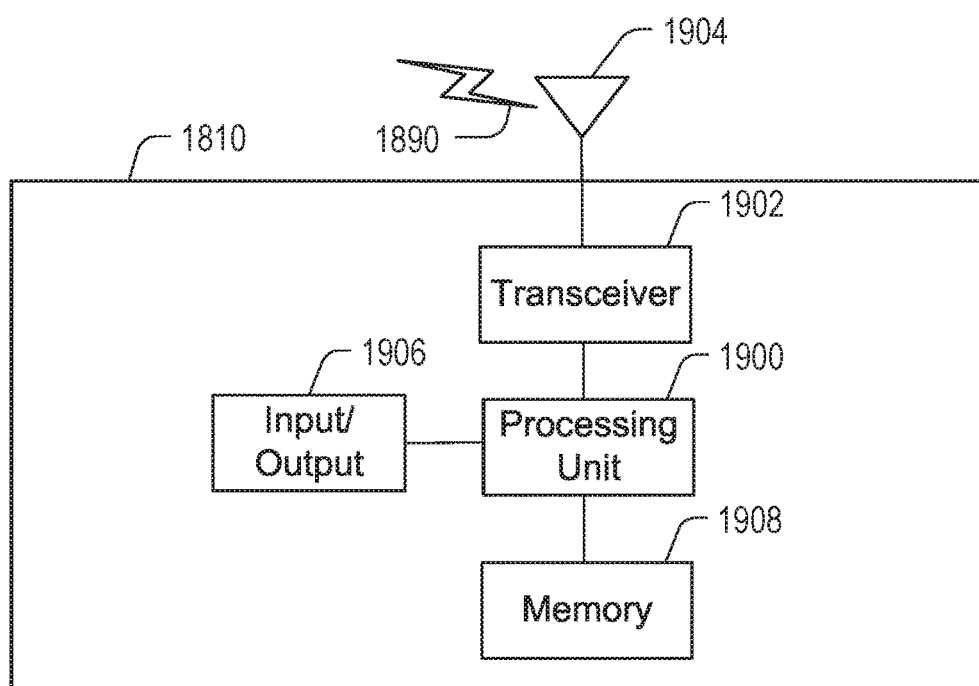 1904
1890
1810
1902
Transceiver
1906
1900
Input/
Output
Processing
Unit
1908
Memory